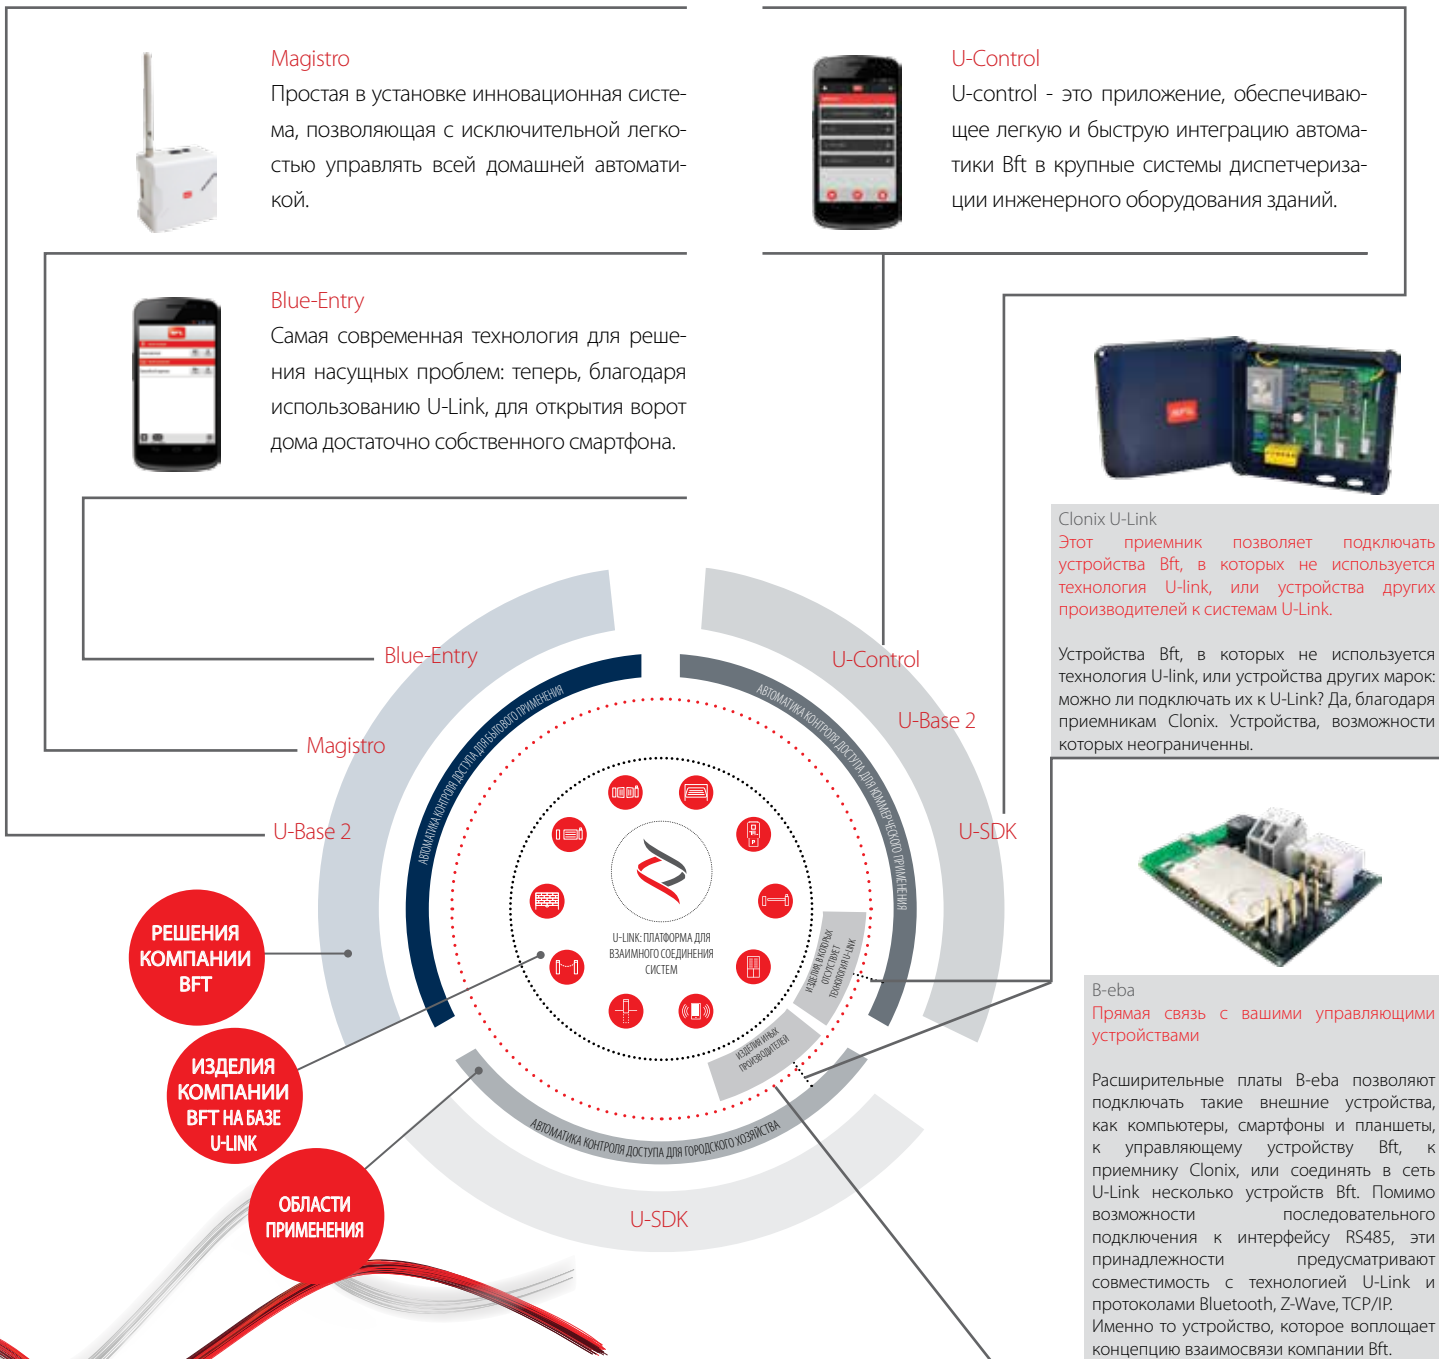 Magistro
Простая в установке инновационная систе-
ма, позволяющая с исключительной легко-
стью управлять всей домашней автомати-
кой.
U-Control
U-control - это приложение, обеспечиваю-
щее легкую и быструю интеграцию автома-
тики Bft в крупные системы диспетчериза-
ции инженерного оборудования зданий.
Blue-Entry
Самая современная технология для реше-
ния насущных проблем: теперь, благодаря
использованию U-Link, для открытия ворот
дома достаточно собственного смартфона.
Clonix U-Link
Этот приемник позволяет подключать
устройства Bft, в которых не используется
технология U-link, или устройства других
производителей к системам U-Link.
Устройства Bft, в которых не используется
технология U-link, или устройства других марок:
можно ли подключать их к U-Link? Да, благодаря
приемникам Clonix. Устройства, возможности
которых неограниченны.
Blue-Entry
Magistro
U-Base 2
U-Control
U-Base 2
U-SDK
АВТОМАТИКА КОНТРОЛЯ ДОСТУПА ДЛЯ БЫТОВОГО ПРИМЕНЕНИЯ
АВТОМАТИКА КОНТРОЛЯ ДОСТУПА ДЛЯ КОММЕРЧЕСКОГО ПРИМЕНЕНИЯ
U-LINK: ПЛАТФОРМА ДЛЯ
ВЗАИМНОГО СОЕДИНЕНИЯ
СИСТЕМ
ИЗДЕЛИЯ, В КОТОРЫХ
ОТСУТСТВУЕТ
ТЕХНОЛОГИЯ U-LINK
ИЗДЕЛИЯ ИНЫХ
ПРОИЗВОДИТЕЛЕЙ
АВТОМАТИКА КОНТРОЛЯ ДОСТУПА ДЛЯ ГОРОДСКОГО ХОЗЯЙСТВА
U-SDK
РЕШЕНИЯ
КОМПАНИИ
BFT
ИЗДЕЛИЯ
КОМПАНИИ
BFT НА БАЗЕ
U-LINK
ОБЛАСТИ
ПРИМЕНЕНИЯ
B-eba
Прямая связь с вашими управляющими
устройствами
Расширительные платы B-eba позволяют
подключать такие внешние устройства,
как компьютеры, смартфоны и планшеты,
к управляющему устройству Bft, к
приемнику Clonix, или соединять в сеть
U-Link несколько устройств Bft. Помимо
возможности последовательного
подключения к интерфейсу RS485, эти
принадлежности предусматривают
совместимость с технологией U-Link и
протоколами Bluetooth, Z-Wave, TCP/IP.
Именно то устройство, которое воплощает
концепцию взаимосвязи компании Bft.